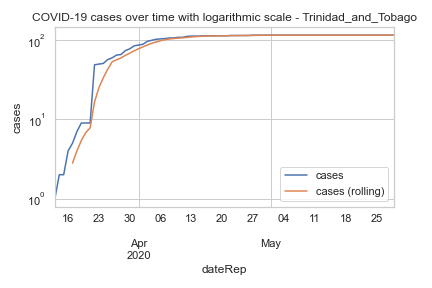 COVID-19 cases over time with logarithmic scale - Trinidad_and_Tobago
10²
10¹
10⁰
cases
cases
cases (rolling)
16 23 30 06 13 20 27 04 11 18 25
Apr May
2020
dateRep